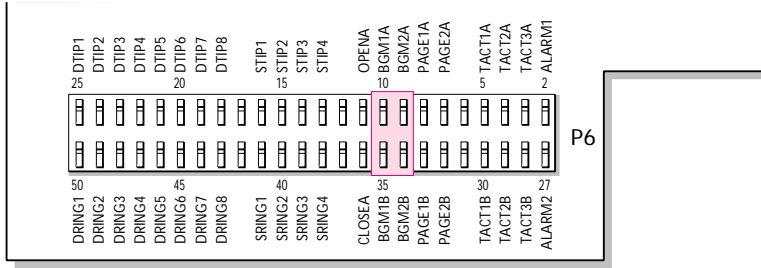 DTIP1 DTIP2 DTIP3 DTIP4 DTIP5 DTIP6 DTIP7 DTIP8 STIP1 STIP2 STIP3 STIP4 OPENA BGM1A BGM2A PAGE1A PAGE2A TACT1A TACT2A TACT3A ALARM1
25 20 15 10 5 2
P6
50 45 40 35 30 27
DRING1 DRING2 DRING3 DRING4 DRING5 DRING6 DRING7 DRING8 SRING1 SRING2 SRING3 SRING4 CLOSEA BGM1B BGM2B PAGE1B PAGE2B TACT1B TACT2B TACT3B ALARM2